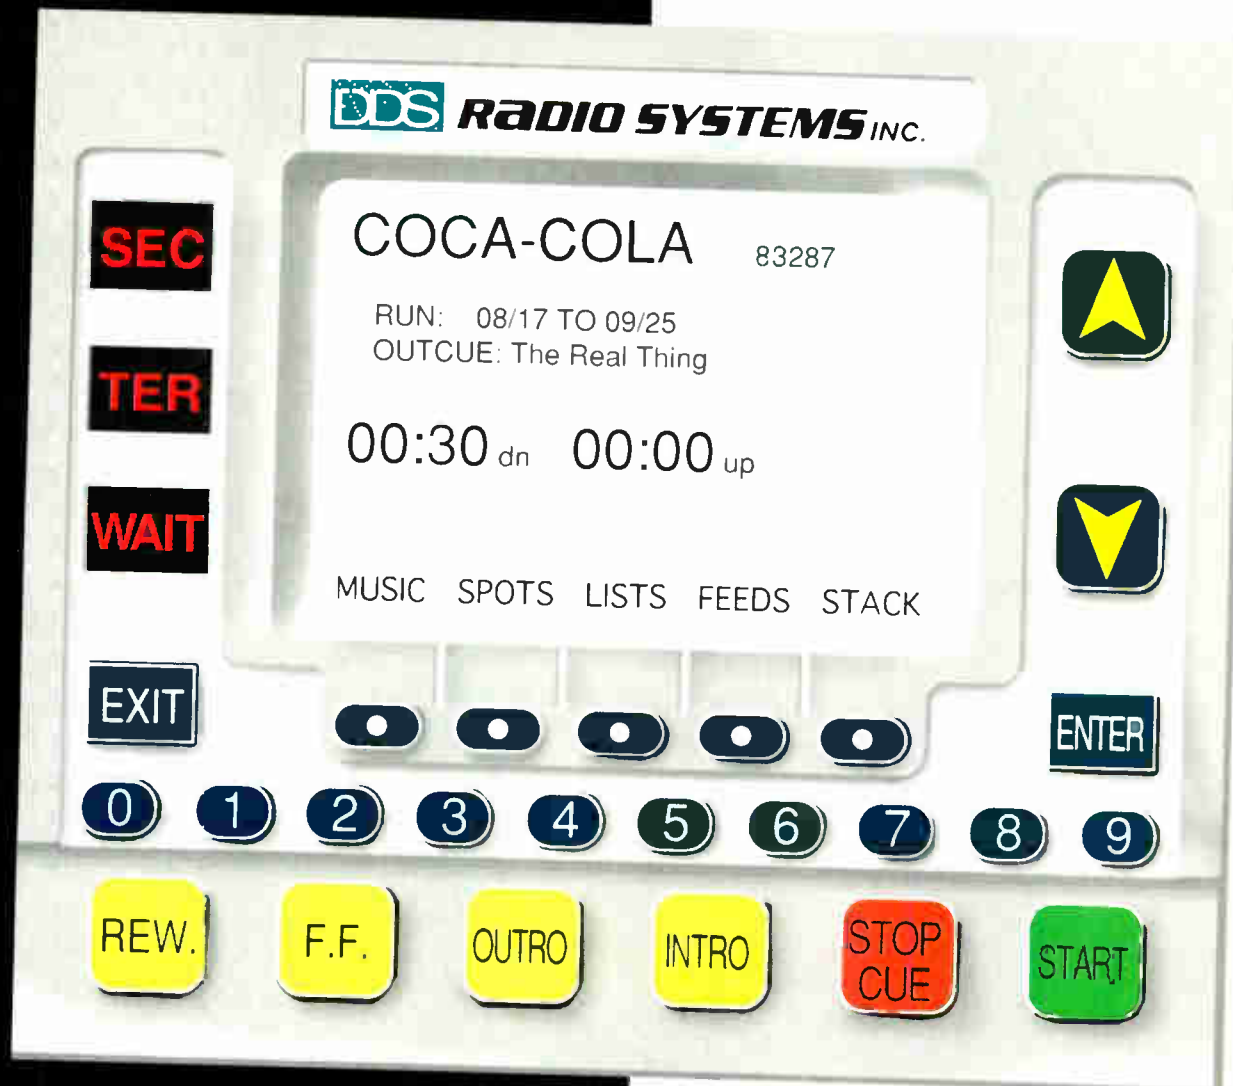 DDS RADIO SYSTEMS INC.
SEC
TER
WAIT
EXIT
COCA-COLA 83287
RUN: 08/17 TO 09/25
OUTCUE: The Real Thing
00:30 dn 00:00 up
MUSIC SPOTS LISTS FEEDS STACK
ENTER
0 1 2 3 4 5 6 7 8 9
REW. F.F. OUTRO INTRO STOP CUE START